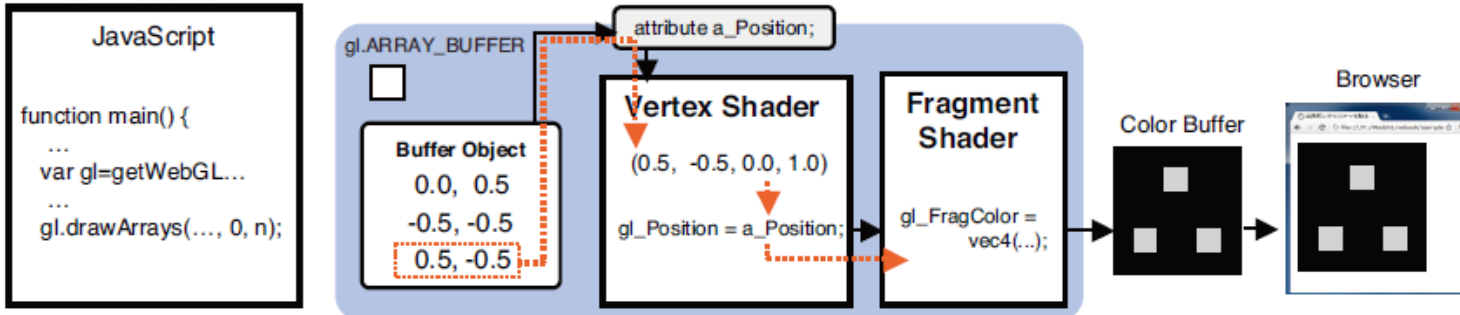 JavaScript
function main() {
...
var gl=getWebGL...
...
gl.drawArrays(..., 0, n);
gl.ARRAY_BUFFER
Buffer Object
0.0, 0.5
-0.5, -0.5
0.5, -0.5
attribute a_Position;
Vertex Shader
(0.5, -0.5, 0.0, 1.0)
gl_Position = a_Position;
Fragment
Shader
gl_FragColor =
vec4(...);
Color Buffer
Browser